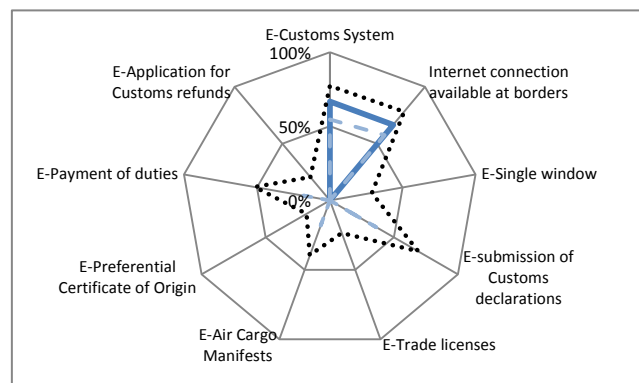 E-Customs System
100%
E-Application for
Customs refunds
Internet connection
available at borders
50%
E-Payment of duties
E-Single window
0%
E-Preferential
Certificate of Origin
E-submission of
Customs
declarations
E-Air Cargo
Manifests
E-Trade licenses